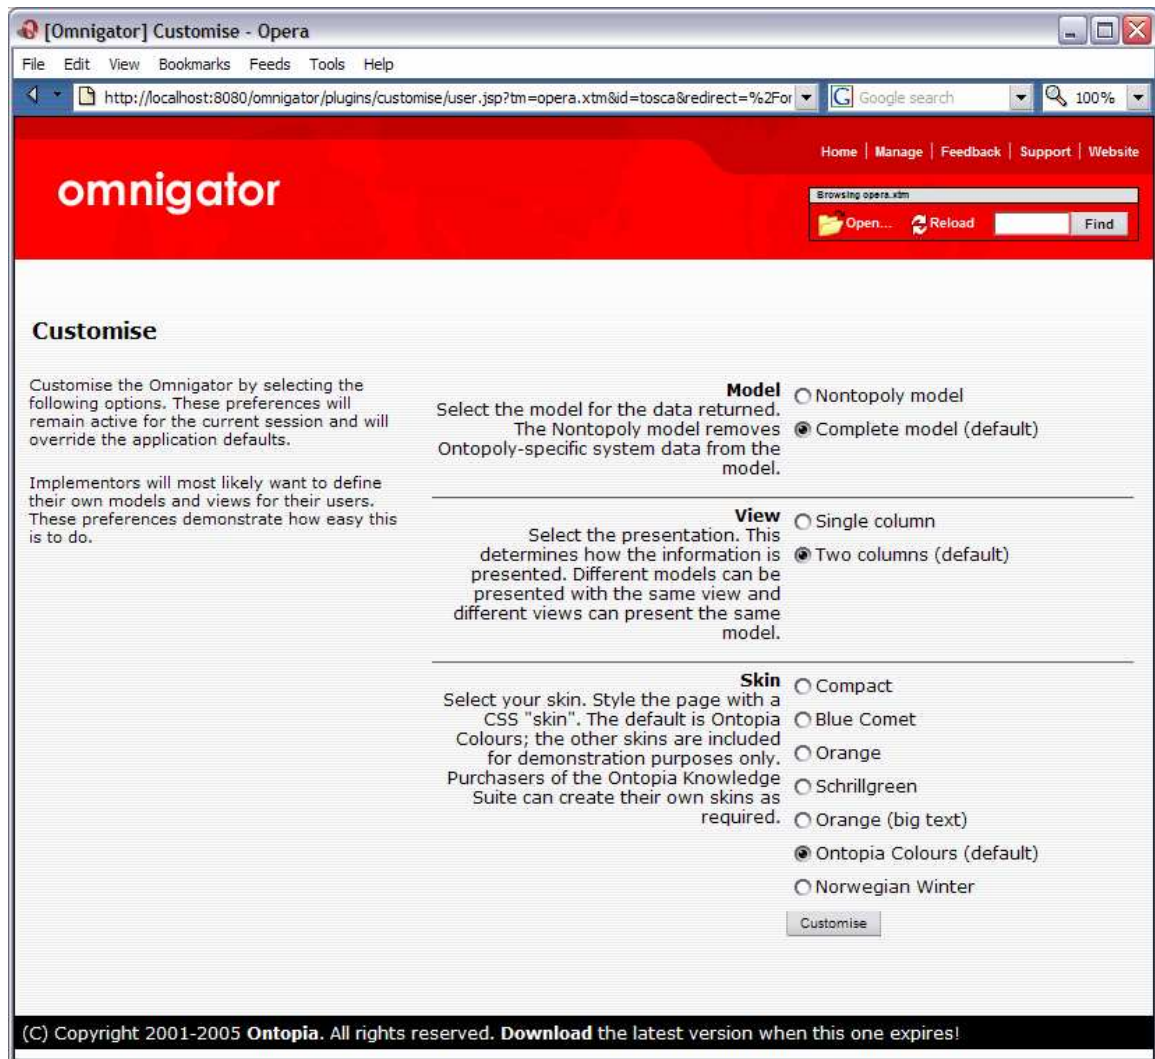 [Omnigator] Customise - Opera
File Edit View Bookmarks Feeds Tools Help
http://localhost:8080/omnigator/plugins/customise/user.jsp?tm=opera.xtm&id=tosca&redirect=%2For
Google search
100%
Home | Manage | Feedback | Support | Website
omnigator
Browsing opera.xtm
Open... Reload Find
Customise
Customise the Omnigator by selecting the
following options. These preferences will
remain active for the current session and will
override the application defaults.
Implementors will most likely want to define
their own models and views for their users.
These preferences demonstrate how easy this
is to do.
Model
Select the model for the data returned.
The Nontopoly model removes
Ontopoly-specific system data from the
model.
Nontopoly model
Complete model (default)
View
Select the presentation. This
determines how the information is
presented. Different models can be
presented with the same view and
different views can present the same
model.
Single column
Two columns (default)
Skin
Select your skin. Style the page with a
CSS "skin". The default is Ontopia
Colours; the other skins are included
for demonstration purposes only.
Purchasers of the Ontopia Knowledge
Suite can create their own skins as
required.
Compact
Blue Comet
Orange
Schrillgreen
Orange (big text)
Ontopia Colours (default)
Norwegian Winter
Customise
(C) Copyright 2001-2005 Ontopia. All rights reserved. Download the latest version when this one expires!